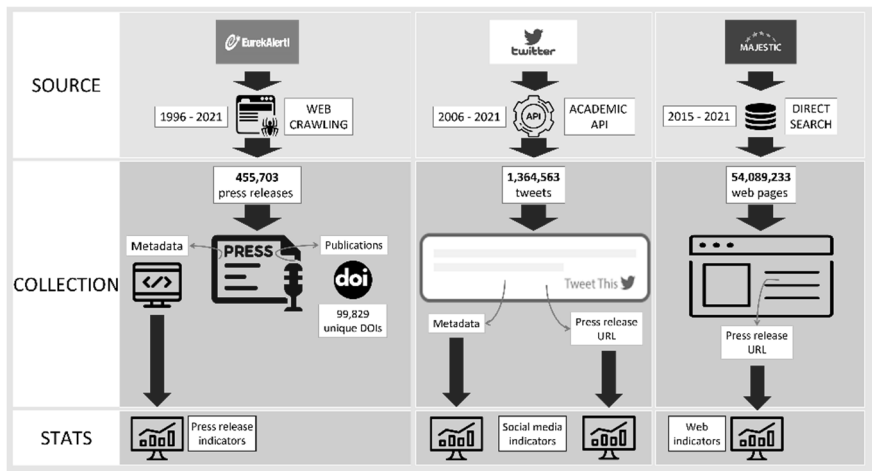 EurekAlert!
twitter
MAJESTIC
SOURCE
1996 - 2021
WEB
CRAWLING
2006 - 2021
API
ACADEMIC
API
2015 - 2021
DIRECT
SEARCH
455,703
press releases
1,364,563
tweets
54,089,233
web pages
COLLECTION
Metadata
</>
PRESS
Publications
doi
99,829
unique DOIs
Tweet This
Metadata
Press release
URL
Press release
URL
STATS
Press release
indicators
Social media
indicators
Web
indicators